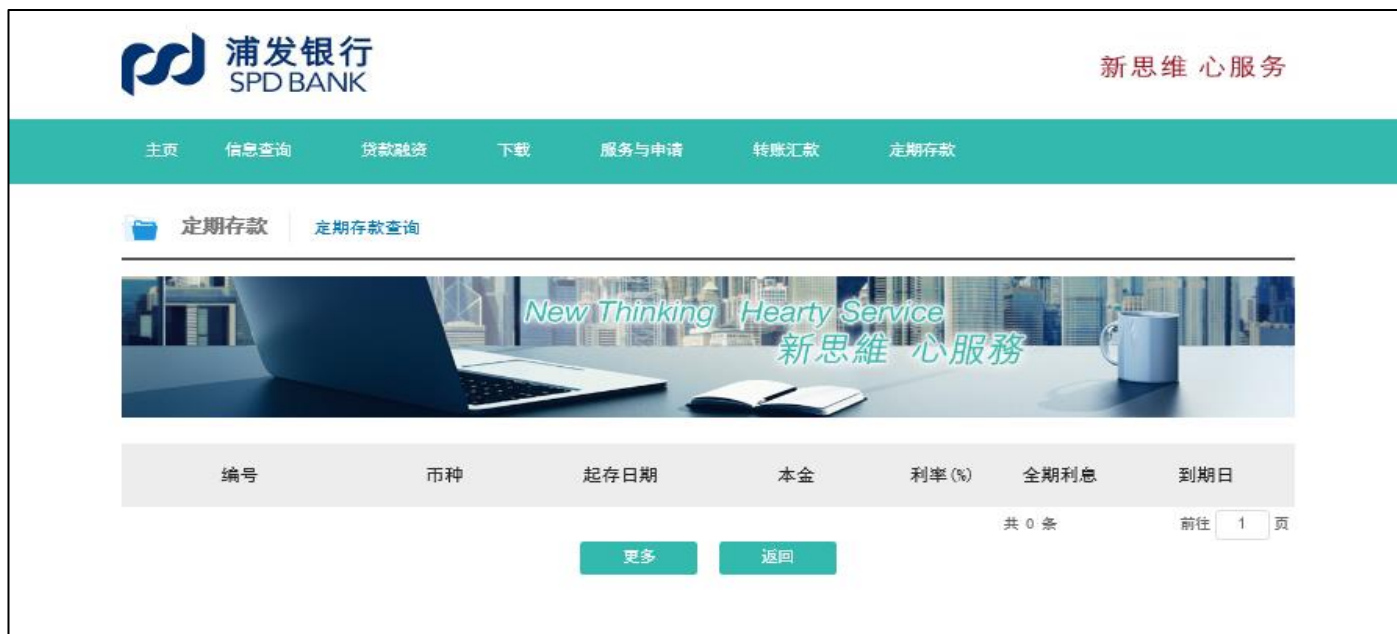 浦发银行
SPD BANK
新思维 心服务
主页 信息查询 贷款融资 下载 服务与申请 转账汇款 定期存款
定期存款 定期存款查询
New Thinking Hearty Service
新思維 心服務
编号 币种 起存日期 本金 利率(%) 全期利息 到期日
共 0 条 前往 1 页
更多 返回